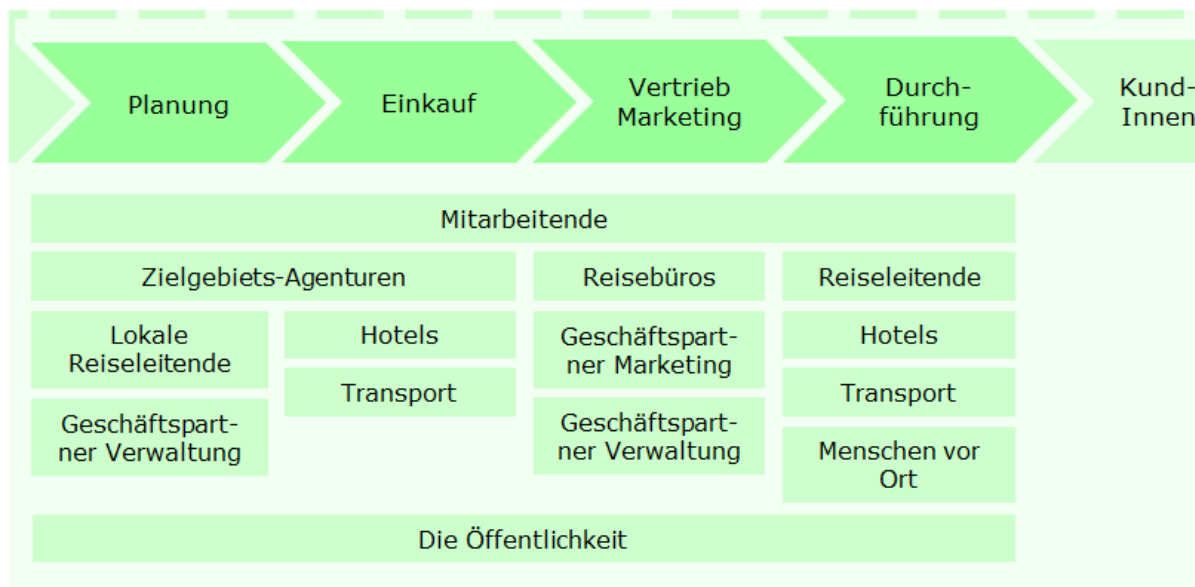 Planung
Einkauf
Vertrieb
Marketing
Durch-
führung
Kund-
Innen
Mitarbeitende
Zielgebiets-Agenturen
Reisebüros
Reiseleitende
Lokale
Reiseleitende
Hotels
Geschäftspart-
ner Marketing
Hotels
Transport
Transport
Geschäftspart-
ner Verwaltung
Geschäftspart-
ner Verwaltung
Menschen vor
Ort
Die Öffentlichkeit